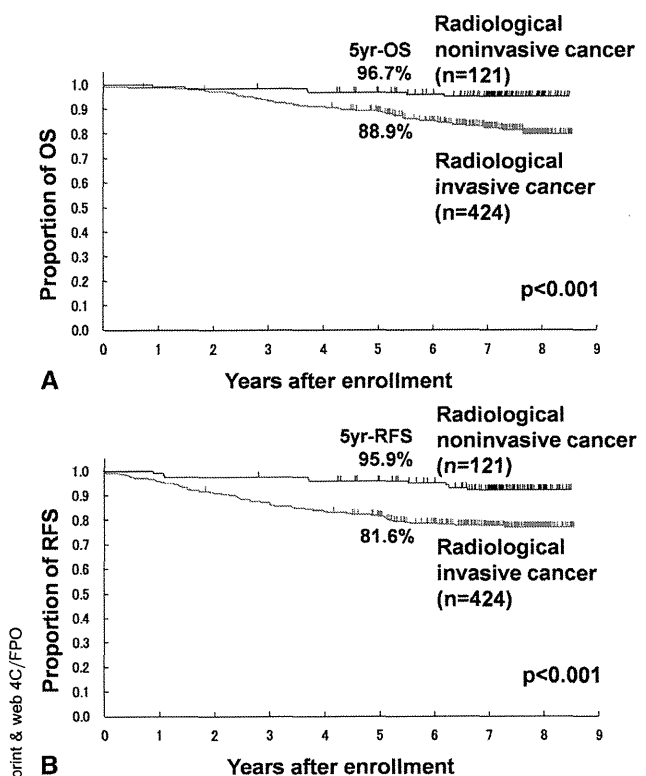 Radiological
noninvasive cancer
(n=121)
5yr-OS
96.7%
1.0
0.9
0.8
0.7
0.6
0.5
0.4
0.3
0.2
0.1
0.0
Proportion of OS
88.9%
Radiological
invasive cancer
(n=424)
p<0.001
0 1 2 3 4 5 6 7 8 9
A
Years after enrollment
Radiological
noninvasive cancer
(n=121)
5yr-RFS
95.9%
1.0
0.9
0.8
0.7
0.6
0.5
0.4
0.3
0.2
0.1
0.0
Proportion of RFS
81.6%
Radiological
invasive cancer
(n=424)
p<0.001
0 1 2 3 4 5 6 7 8 9
B
Years after enrollment
print & web 4C/FPO